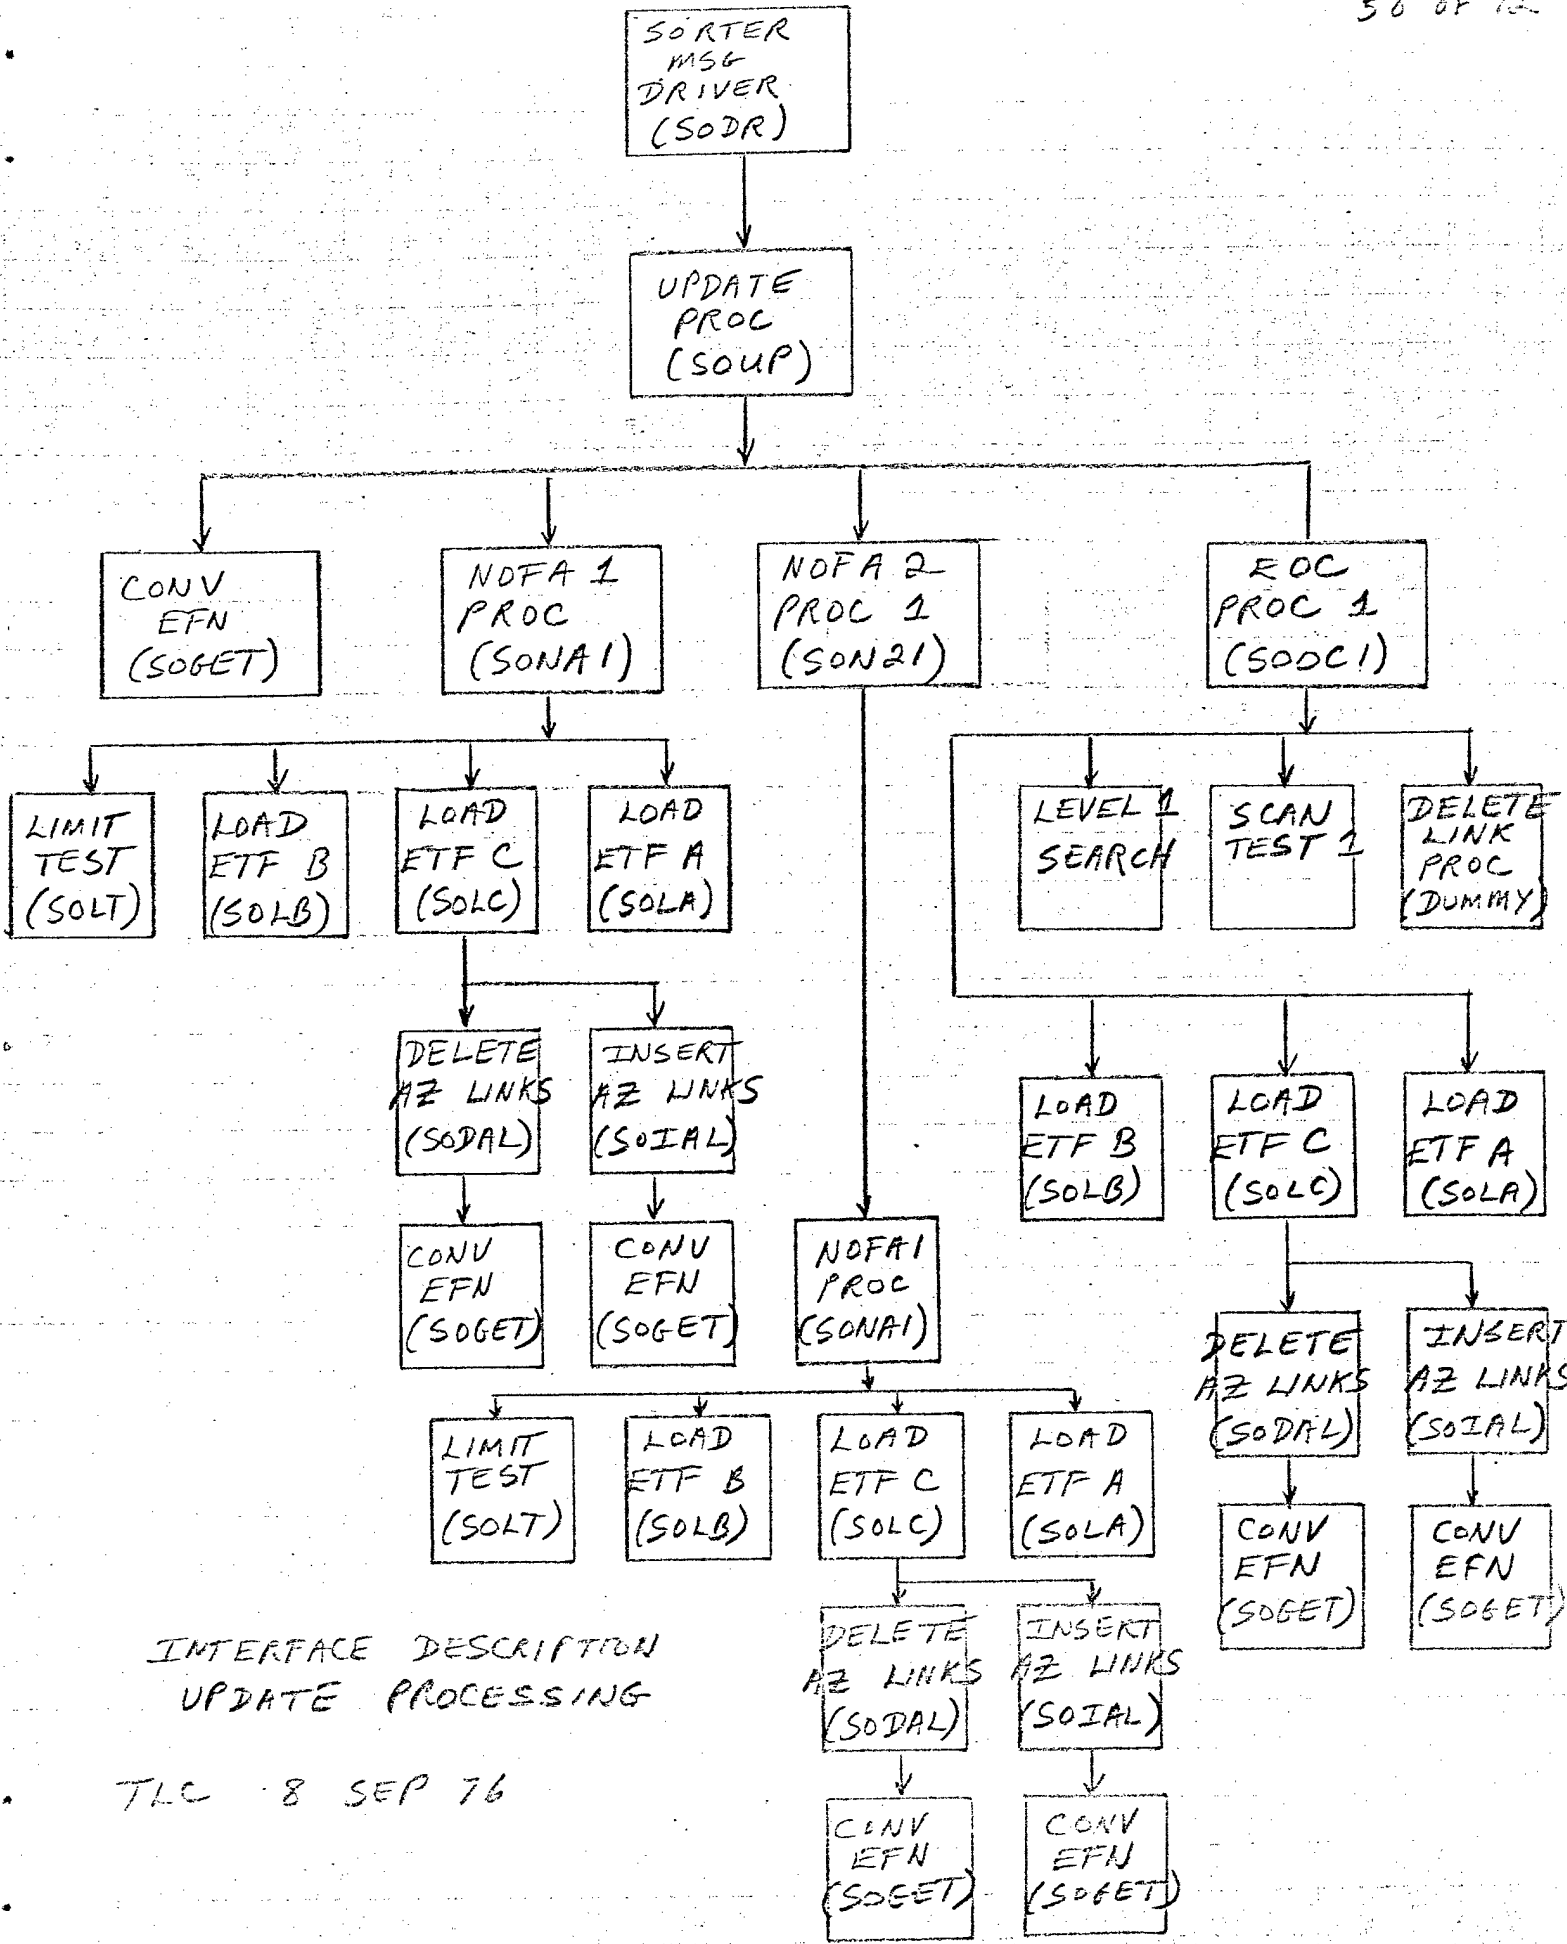 50 OF 72
SORTER
MSG
DRIVER
(SODR)
UPDATE
PROC
(SOUP)
CONV
EFN
(SOGET)
NOFA 1
PROC
(SONA1)
NOFA 2
PROC 1
(SON21)
EOC
PROC 1
(SODC1)
LIMIT
TEST
(SOLT)
LOAD
ETF B
(SOLB)
LOAD
ETF C
(SOLC)
LOAD
ETF A
(SOLA)
LEVEL 1
SEARCH
SCAN
TEST 1
DELETE
LINK
PROC
(DUMMY)
DELETE
AZ LINKS
(SODAL)
INSERT
AZ LINKS
(SOIAL)
LOAD
ETF B
(SOLB)
LOAD
ETF C
(SOLC)
LOAD
ETF A
(SOLA)
CONV
EFN
(SOGET)
CONV
EFN
(SOGET)
NOFA1
PROC
(SONA1)
DELETE
AZ LINKS
(SODAL)
INSERT
AZ LINKS
(SOIAL)
LIMIT
TEST
(SOLT)
LOAD
ETF B
(SOLB)
LOAD
ETF C
(SOLC)
LOAD
ETF A
(SOLA)
CONV
EFN
(SOGET)
CONV
EFN
(SOGET)
DELETE
AZ LINKS
(SODAL)
INSERT
AZ LINKS
(SOIAL)
CONV
EFN
(SOGET)
CONV
EFN
(SOGET)
INTERFACE DESCRIPTION
UPDATE PROCESSING
TLC 8 SEP 76